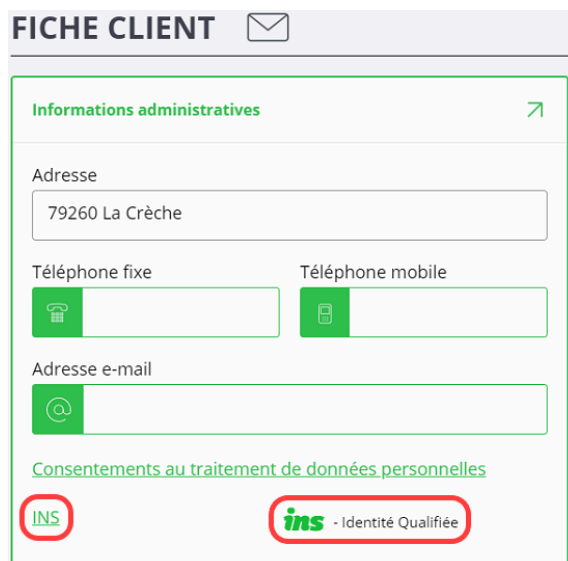 FICHE CLIENT
Informations administratives
Adresse
79260 La Crèche
Téléphone fixe Téléphone mobile
Adresse e-mail
@
Consentements au traitement de données personnelles
INS ins - Identité Qualifiée